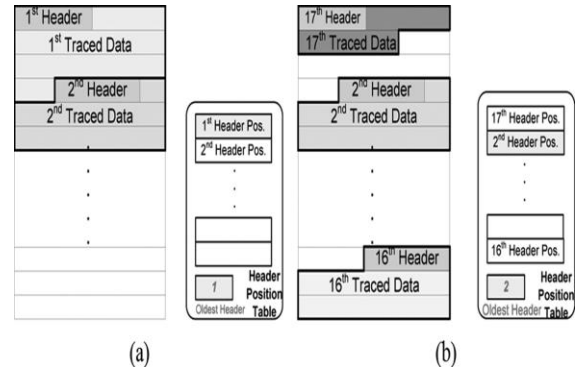 1st Header
1st Traced Data
2nd Header
2nd Traced Data
1st Header Pos.
2nd Header Pos.
1
Header
Position
Oldest Header Table
(a)
17th Header
17th Traced Data
2nd Header
2nd Traced Data
16th Header
16th Traced Data
17th Header Pos.
2nd Header Pos.
16th Header Pos.
2
Header
Position
Oldest Header Table
(b)